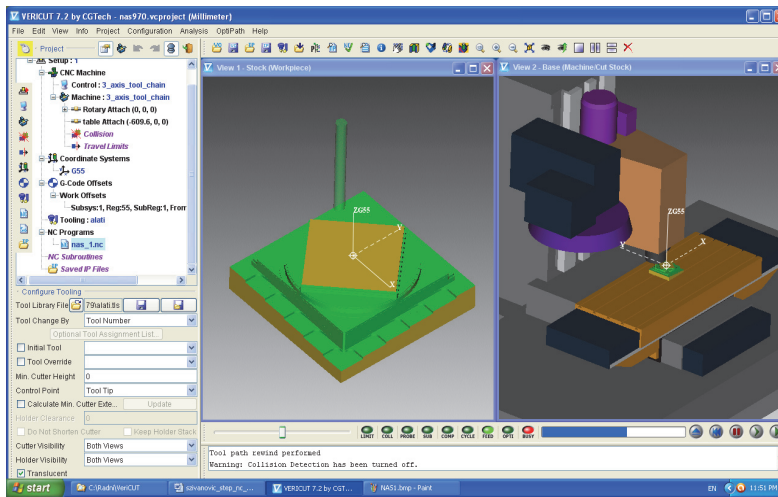 VERICUT 7.2 by CGTech - nas970.vcproject (Millimeter)
File Edit View Info Project Configuration Analysis OptiPath Help
Project
Setup : 1
CNC Machine
Control : 3_axis_tool_chain
Machine : 3_axis_tool_chain
Rotary Attach (0, 0, 0)
table Attach (-609.6, 0, 0)
Collision
Travel Limits
Coordinate Systems
G55
G-Code Offsets
Work Offsets
Subsys:1, Reg:55, SubReg:1, From
Tooling : alati
NC Programs
nas_1.nc
NC Subroutines
Saved IP Files
Configure Tooling
Tool Library File 79\alati.tls
Tool Change By Tool Number
Optional Tool Assignment List...
Initial Tool
Tool Override
Min. Cutter Height 0
Control Point Tool Tip
Calculate Min. Cutter Exte... Update
Holder Clearance 0
Do Not Shorten Cutter Keep Holder Stack
Cutter Visibility Both Views
Holder Visibility Both Views
Translucent
View 1 - Stock (Workpiece)
ZG55
Y
X
View 2 - Base (Machine/Cut Stock)
ZG55
Y X
LIMIT COLL PROBE SUB COMP CYCLE FEED OPTI BUSY
Tool path rewind performed
Warning: Collision Detection has been turned off.
start C:\Radni\VeriCUT szivanovic_step_nc_... VERICUT 7.2 by CGT... NAS1.bmp - Paint EN 11:51 PM